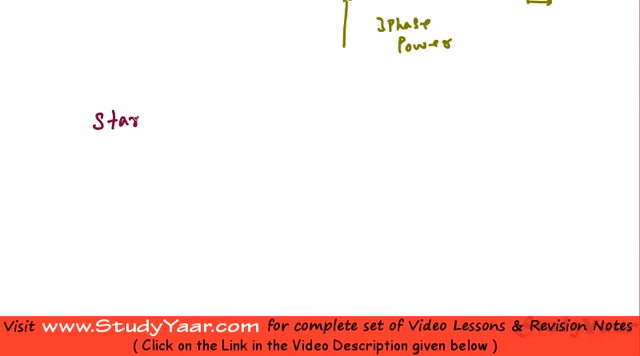 3Phase
Power
Star
Visit www.StudyYaar.com for complete set of Video Lessons & Revision Notes
( Click on the Link in the Video Description given below )